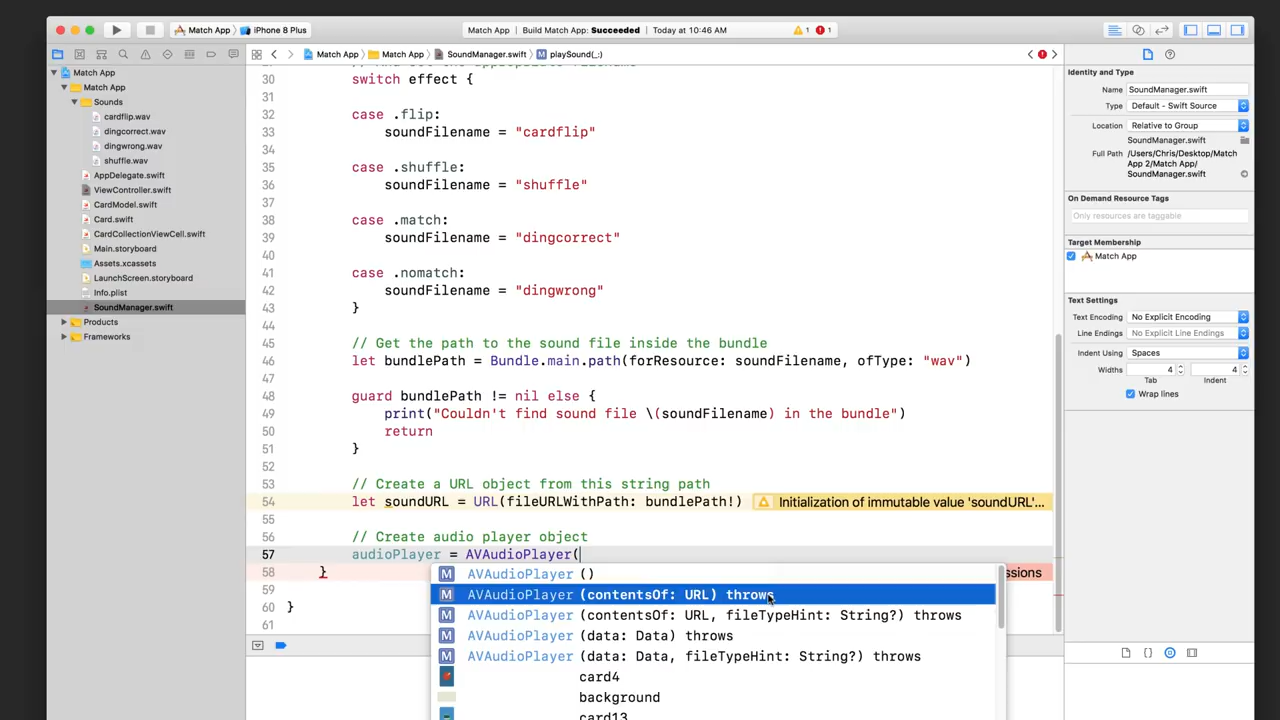 Match App
iPhone 8 Plus
Match App | Build Match App: Succeeded | Today at 10:46 AM
1
1
Match App
Match App
SoundManager.swift
playSound(_:)
Match App
Match App
Sounds
cardflip.wav
dingcorrect.wav
dingwrong.wav
shuffle.wav
AppDelegate.swift
ViewController.swift
CardModel.swift
Card.swift
CardCollectionViewCell.swift
Main.storyboard
Assets.xcassets
LaunchScreen.storyboard
Info.plist
SoundManager.swift
Products
Frameworks
30 switch effect {
31
32 case .flip:
33 soundFilename = "cardflip"
34
35 case .shuffle:
36 soundFilename = "shuffle"
37
38 case .match:
39 soundFilename = "dingcorrect"
40
41 case .nomatch:
42 soundFilename = "dingwrong"
43 }
44
45 // Get the path to the sound file inside the bundle
46 let bundlePath = Bundle.main.path(forResource: soundFilename, ofType: "wav")
47
48 guard bundlePath != nil else {
49 print("Couldn't find sound file \(soundFilename) in the bundle")
50 return
51 }
52
53 // Create a URL object from this string path
54 let soundURL = URL(fileURLWithPath: bundlePath!) Initialization of immutable value 'soundURL'...
55
56 // Create audio player object
57 audioPlayer = AVAudioPlayer(
58 }
59
60 }
61
M AVAudioPlayer ()
M AVAudioPlayer (contentsOf: URL) throws
M AVAudioPlayer (contentsOf: URL, fileTypeHint: String?) throws
M AVAudioPlayer (data: Data) throws
M AVAudioPlayer (data: Data, fileTypeHint: String?) throws
card4
background
card13
Identity and Type
Name SoundManager.swift
Type Default - Swift Source
Location Relative to Group
SoundManager.swift
Full Path /Users/Chris/Desktop/Match
App 2/Match App/
SoundManager.swift
On Demand Resource Tags
Only resources are taggable
Target Membership
Match App
Text Settings
Text Encoding No Explicit Encoding
Line Endings No Explicit Line Endings
Indent Using Spaces
Widths 4 4
Tab Indent
Wrap lines